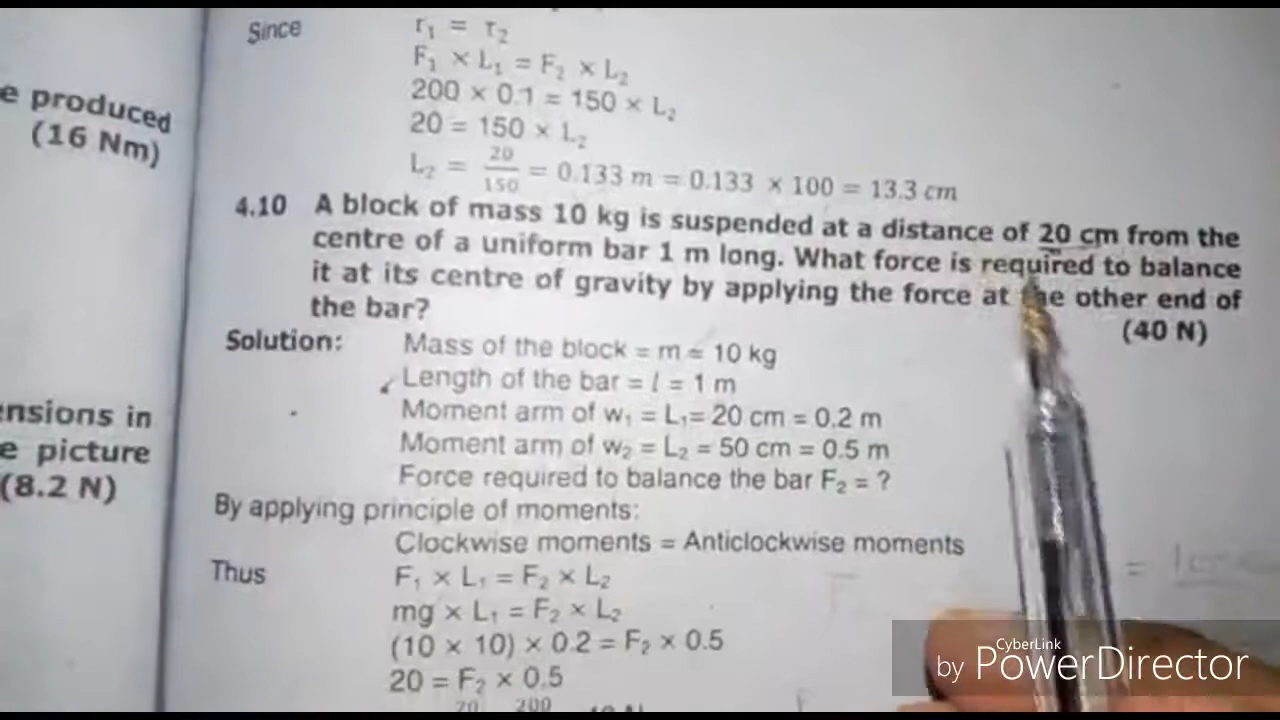 Since
τ₁ = τ₂
F₁ × L₁ = F₂ × L₂
200 × 0.1 = 150 × L₂
20 = 150 × L₂
L₂ = 20/150 = 0.133 m = 0.133 × 100 = 13.3 cm
4.10 A block of mass 10 kg is suspended at a distance of 20 cm from the
centre of a uniform bar 1 m long. What force is required to balance
it at its centre of gravity by applying the force at the other end of
the bar?
(40 N)
Solution: Mass of the block = m = 10 kg
Length of the bar = l = 1 m
Moment arm of w₁ = L₁ = 20 cm = 0.2 m
Moment arm of w₂ = L₂ = 50 cm = 0.5 m
Force required to balance the bar F₂ = ?
By applying principle of moments:
Clockwise moments = Anticlockwise moments
Thus F₁ × L₁ = F₂ × L₂
mg × L₁ = F₂ × L₂
(10 × 10) × 0.2 = F₂ × 0.5
20 = F₂ × 0.5
20 200
e produced
(16 Nm)
nsions in
e picture
(8.2 N)
CyberLink
by PowerDirector